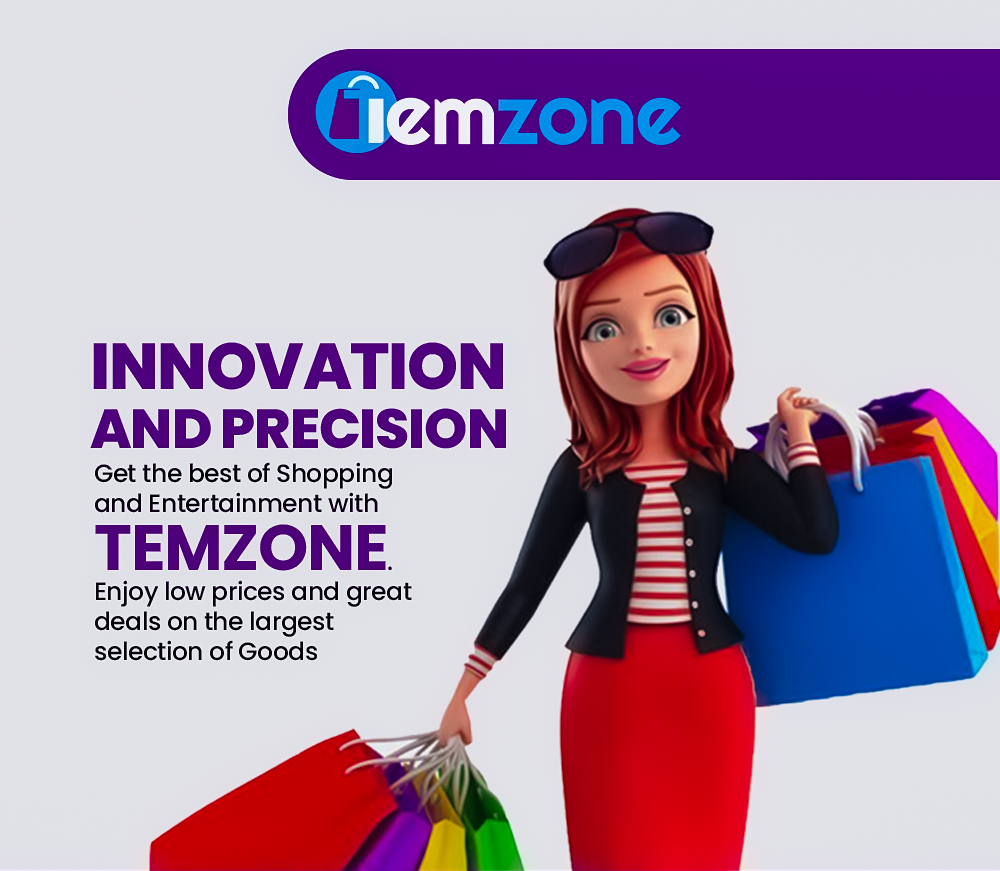 Temzone
INNOVATION
AND PRECISION
Get the best of Shopping
and Entertainment with
TEMZONE.
Enjoy low prices and great
deals on the largest
selection of Goods